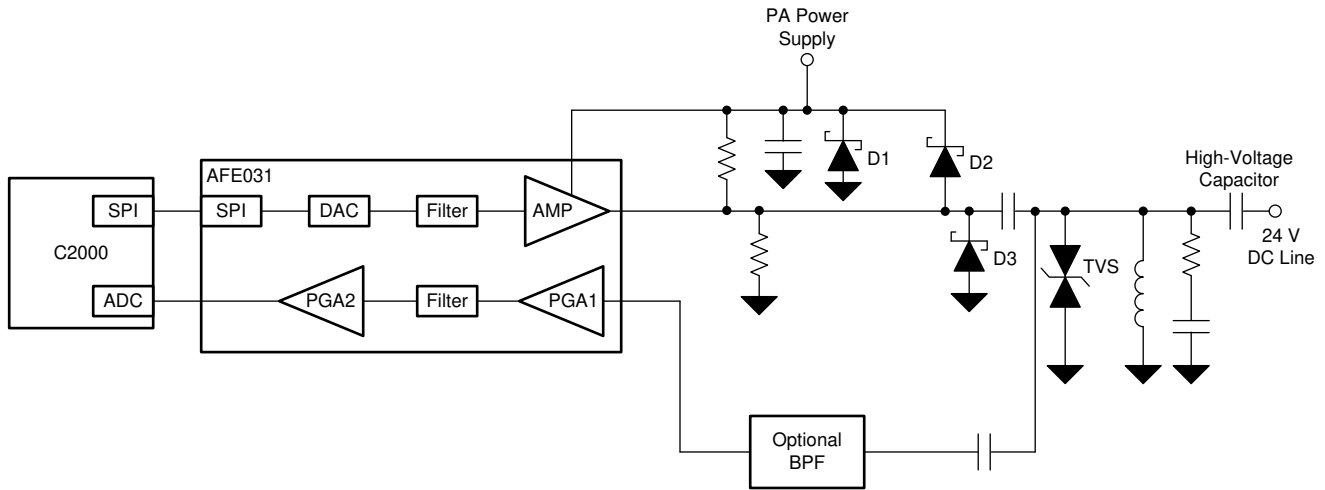 PA Power
Supply
D1
D2
High-Voltage
Capacitor
AFE031
SPI
SPI
DAC
Filter
AMP
C2000
D3
24 V
DC Line
TVS
ADC
PGA2
Filter
PGA1
Optional
BPF